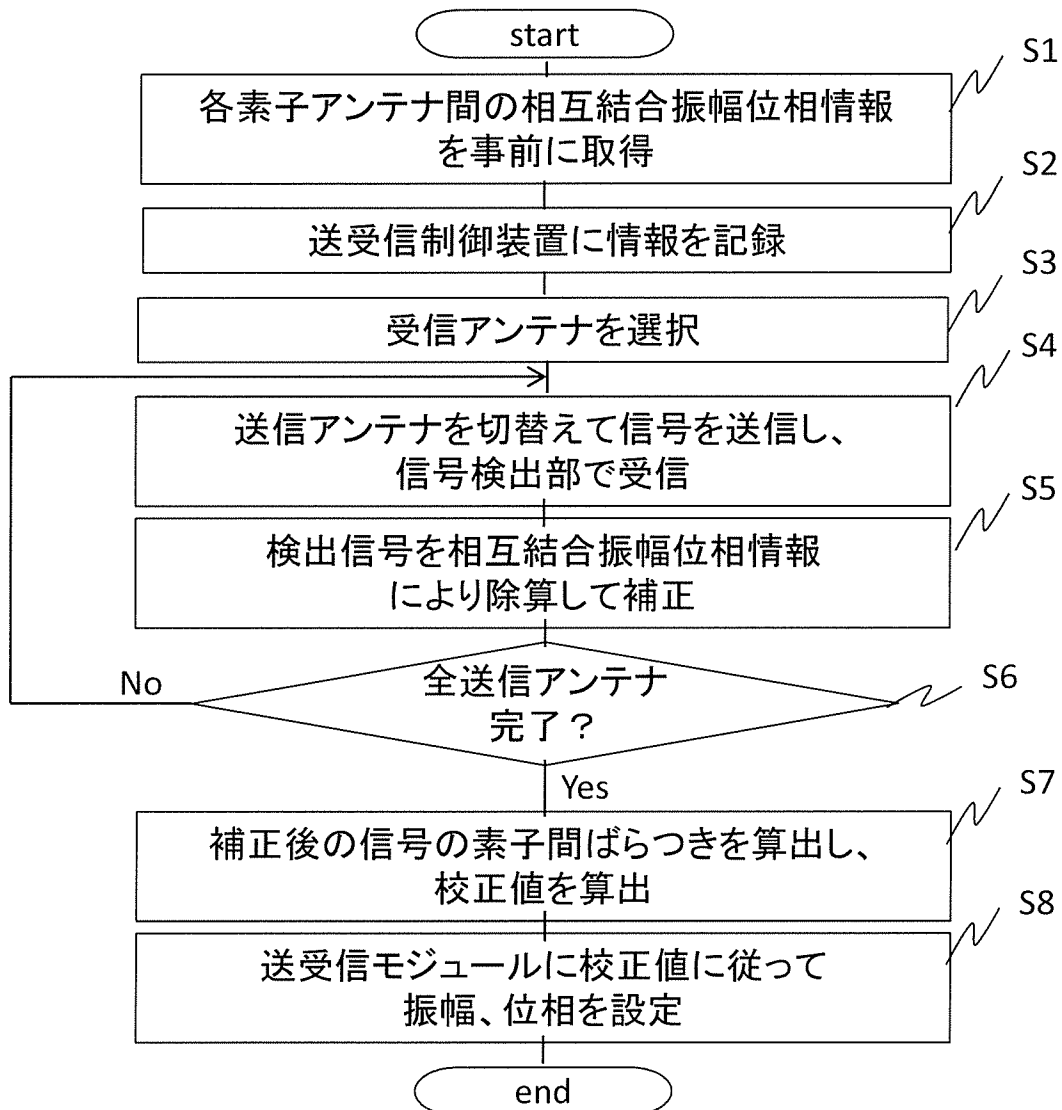 start
S1
各素子アンテナ間の相互結合振幅位相情報
を事前に取得
S2
送受信制御装置に情報を記録
S3
受信アンテナを選択
S4
送信アンテナを切替えて信号を送信し、
信号検出部で受信
S5
検出信号を相互結合振幅位相情報
により除算して補正
No
全送信アンテナ
完了？
S6
Yes
S7
補正後の信号の素子間ばらつきを算出し、
校正値を算出
S8
送受信モジュールに校正値に従って
振幅、位相を設定
end